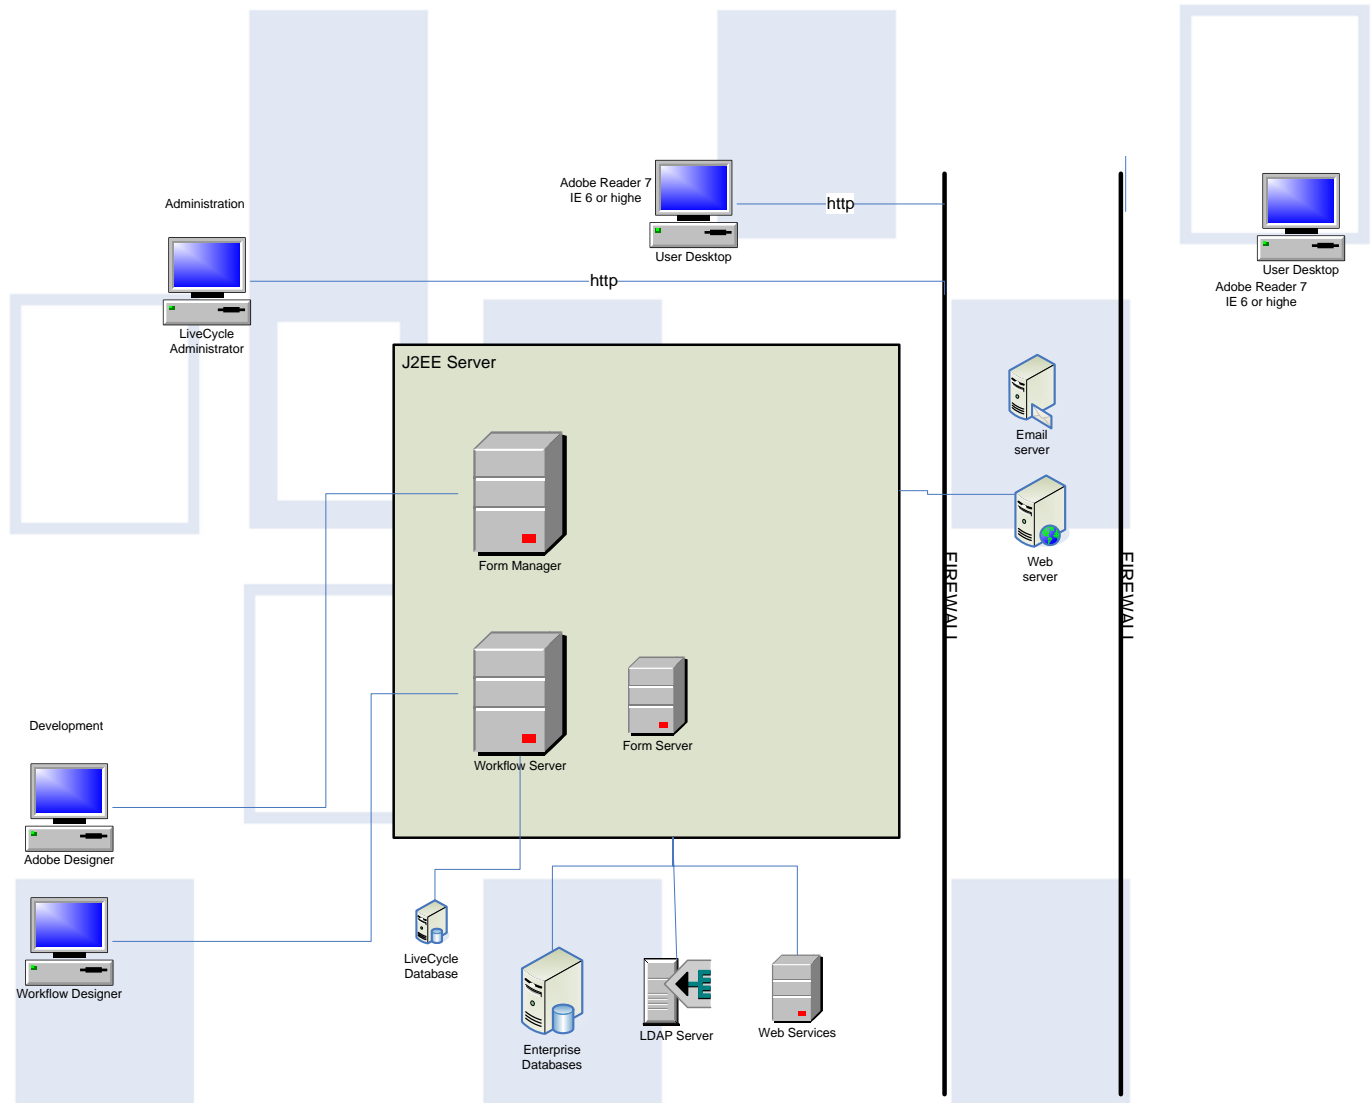 Adobe Reader 7
IE 6 or highe
User Desktop
http
Administration
http
LiveCycle
Administrator
User Desktop
Adobe Reader 7
IE 6 or highe
J2EE Server
Form Manager
Workflow Server
Form Server
Email
server
Web
server
FIREWALL
FIREWALL
Development
Adobe Designer
Workflow Designer
LiveCycle
Database
Enterprise
Databases
LDAP Server
Web Services